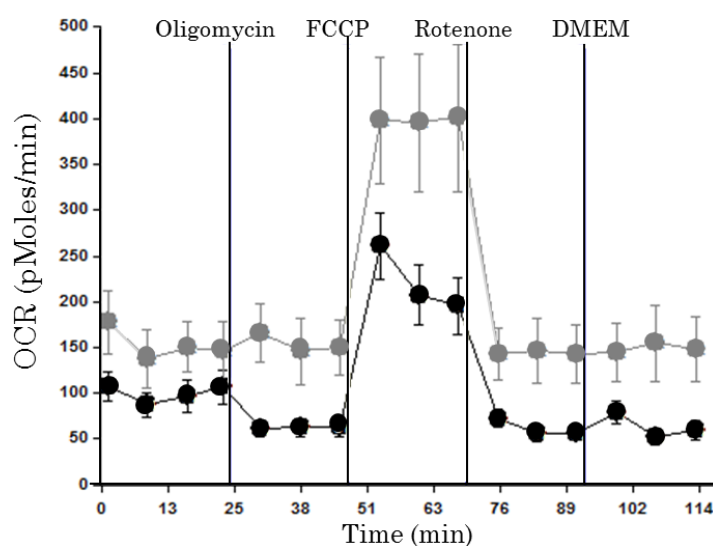 Oligomycin FCCP Rotenone DMEM
500
450
400
350
300
250
200
150
100
50
0
OCR (pMoles/min)
0 13 25 38 51 63 76 89 102 114
Time (min)